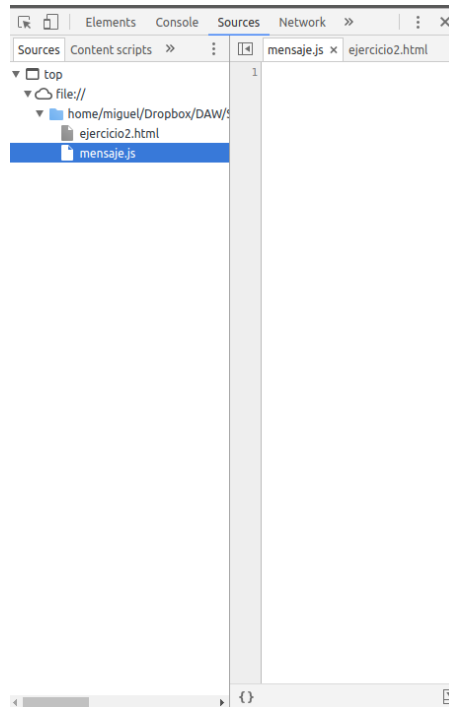 Elements Console Sources Network »
Sources Content scripts » mensaje.js × ejercicio2.html
top 1
file://
home/miguel/Dropbox/DAW/
ejercicio2.html
mensaje.js
{}